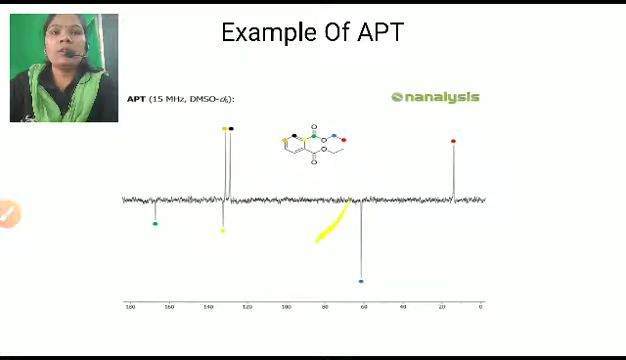 Example Of APT
APT (15 MHz, DMSO-d6):
nanalysis
O
O
O
O
180 160 140 120 100 80 60 40 20 0